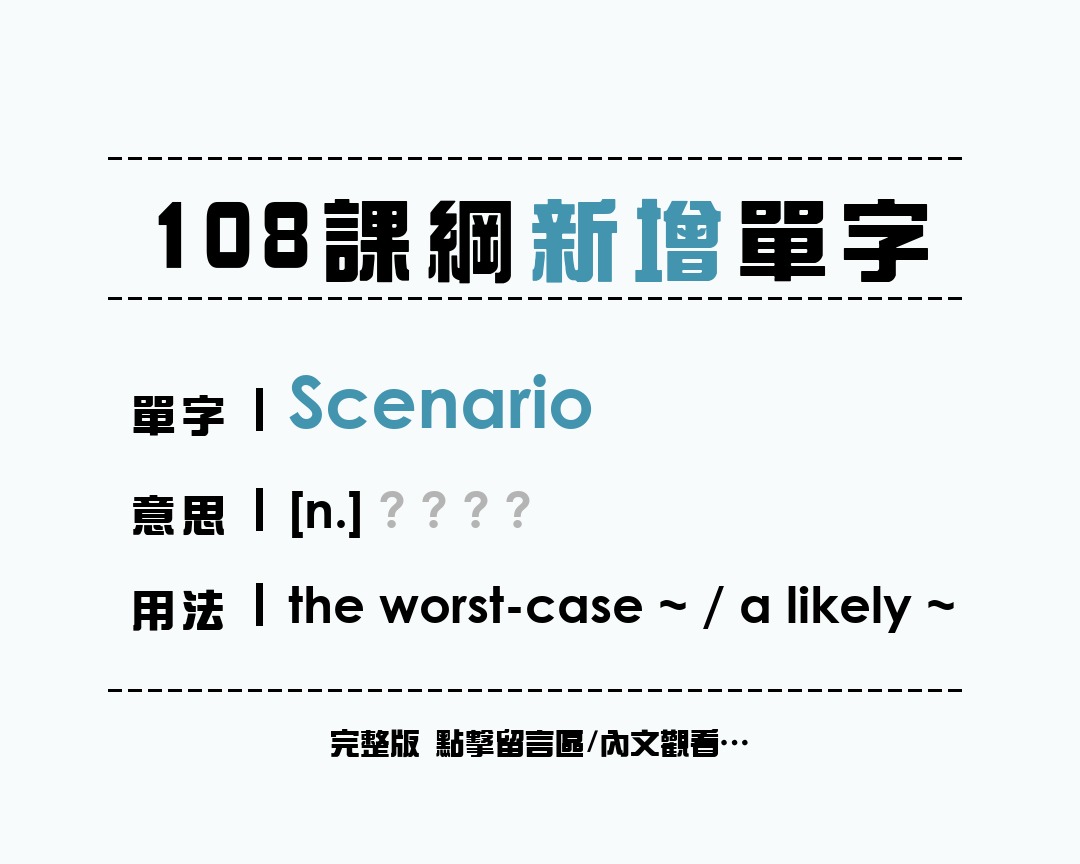 108課綱新增單字
單字 | Scenario
意思 | [n.] ????
用法 | the worst-case ~ / a likely ~
完整版 點擊留言區/內文觀看…